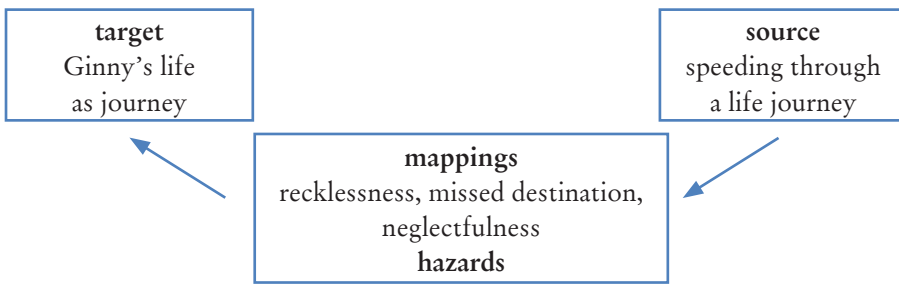 target
Ginny’s life
as journey
source
speeding through
a life journey
mappings
recklessness, missed destination,
neglectfulness
hazards